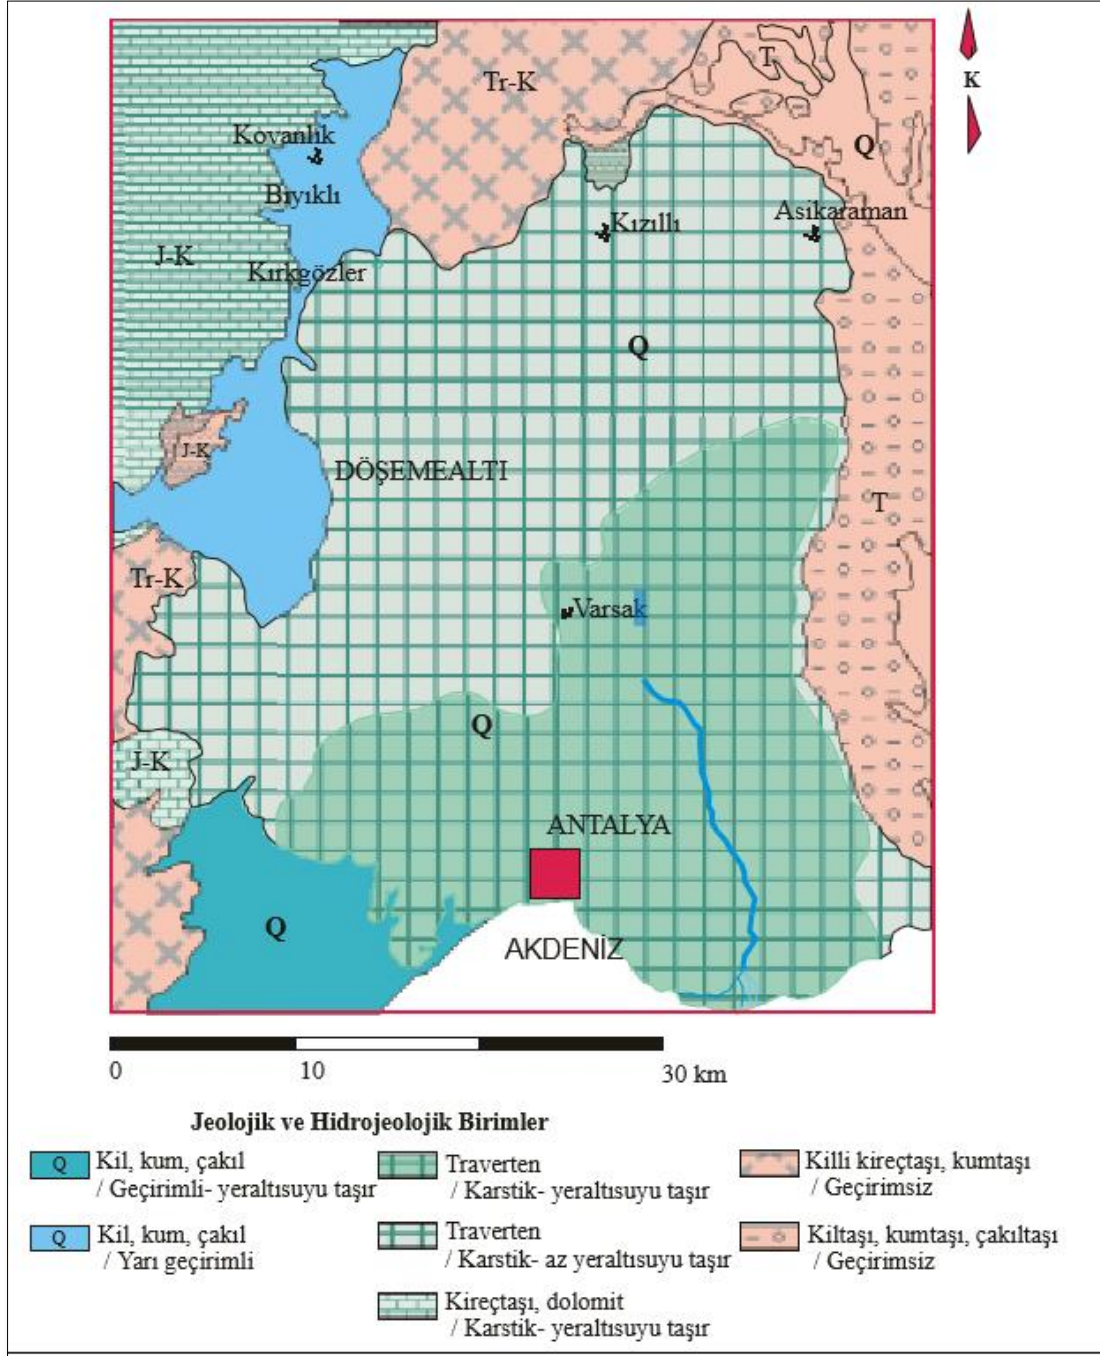 Tr-K
T
K
Kovanlık
Q
Bıyıklı
Kızıllı
Asikaraman
J-K
Kırkgözler
Q
J-K
DÖŞEMEALTI
T
Tr-K
Varsak
Q
J-K
ANTALYA
Q
AKDENİZ
0
10
30 km
Jeolojik ve Hidrojeolojik Birimler
Q Kil, kum, çakıl
/ Geçirimli- yeraltısuyu taşır
Traverten
/ Karstik- yeraltısuyu taşır
Killi kireçtaşı, kumtaşı
/ Geçirimsiz
Q Kil, kum, çakıl
/ Yarı geçirimli
Traverten
/ Karstik- az yeraltısuyu taşır
Kiltaşı, kumtaşı, çakıltaşı
/ Geçirimsiz
Kireçtaşı, dolomit
/ Karstik- yeraltısuyu taşır